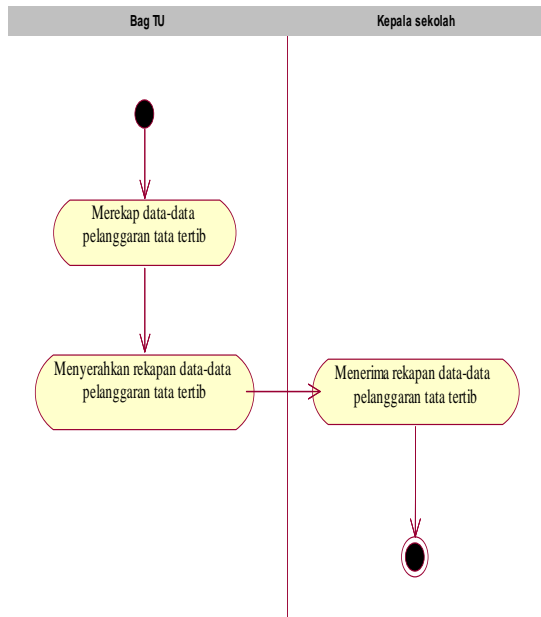 Bag TU
Kepala sekolah
Merekap data-data
pelanggaran tata tertib
Menyerahkan rekapan data-data
pelanggaran tata tertib
Menerima rekapan data-data
pelanggaran tata tertib